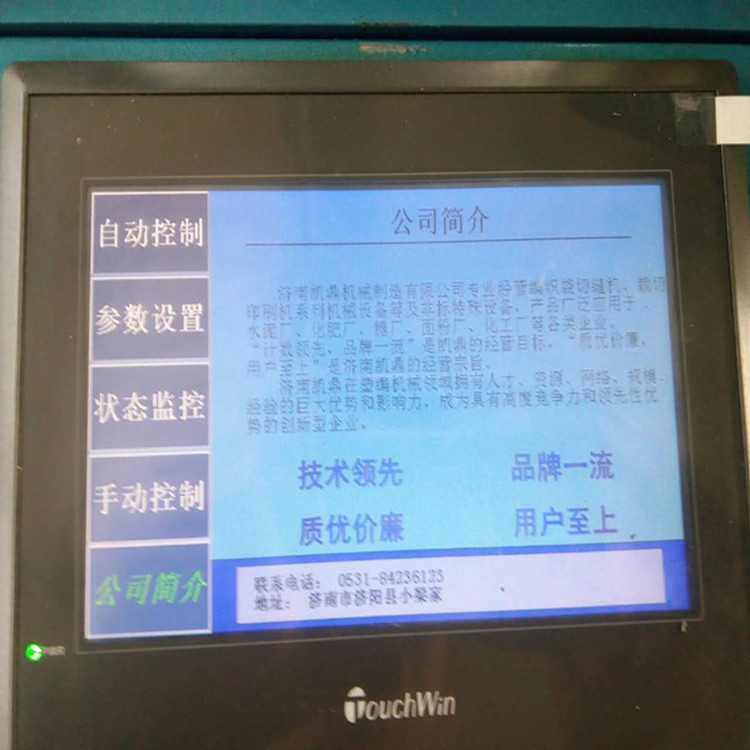 自动控制
参数设置
状态监控
手动控制
公司简介
公司简介
济南凯鼎机械制造有限公司专业经营编织袋切缝机、裁切
印刷机系列机械设备等及非标特殊设备、产品广泛应用于、
水泥厂、化肥厂、糖厂、面粉厂、化工厂等各类企业。
“计数领先，品牌一流”是凯鼎的经营目标，“质优价廉，
用户至上”是济南凯鼎的经营宗旨。
济南凯鼎在塑编机械领域拥有人才、资源、网络、规模、
经验的巨大优势和影响力，成为具有高度竞争力和领先性优
势的创新型企业。
技术领先 品牌一流
质优价廉 用户至上
联系电话： 0531-84236123
地址： 济南市济阳县小梁家
PWR
TouchWin